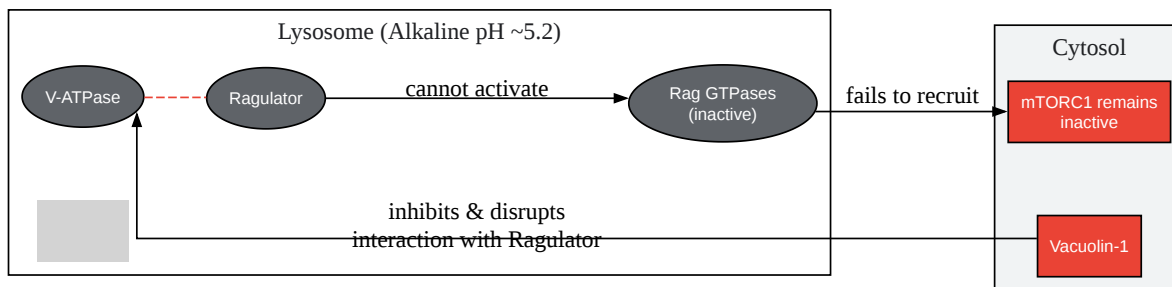 Lysosome (Alkaline pH ~5.2)
Cytosol
V-ATPase
Ragulator
cannot activate
Rag GTPases
(inactive)
fails to recruit
mTORC1 remains
inactive
inhibits & disrupts
interaction with Ragulator
Vacuolin-1